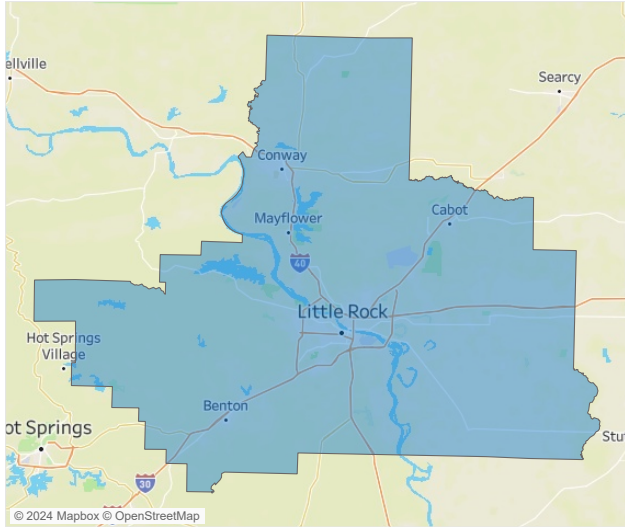 ellville
Searcy
Conway
Cabot
Mayflower
40
Little Rock
Hot Springs
Village
Benton
ot Springs
Stu
30
© 2024 Mapbox © OpenStreetMap